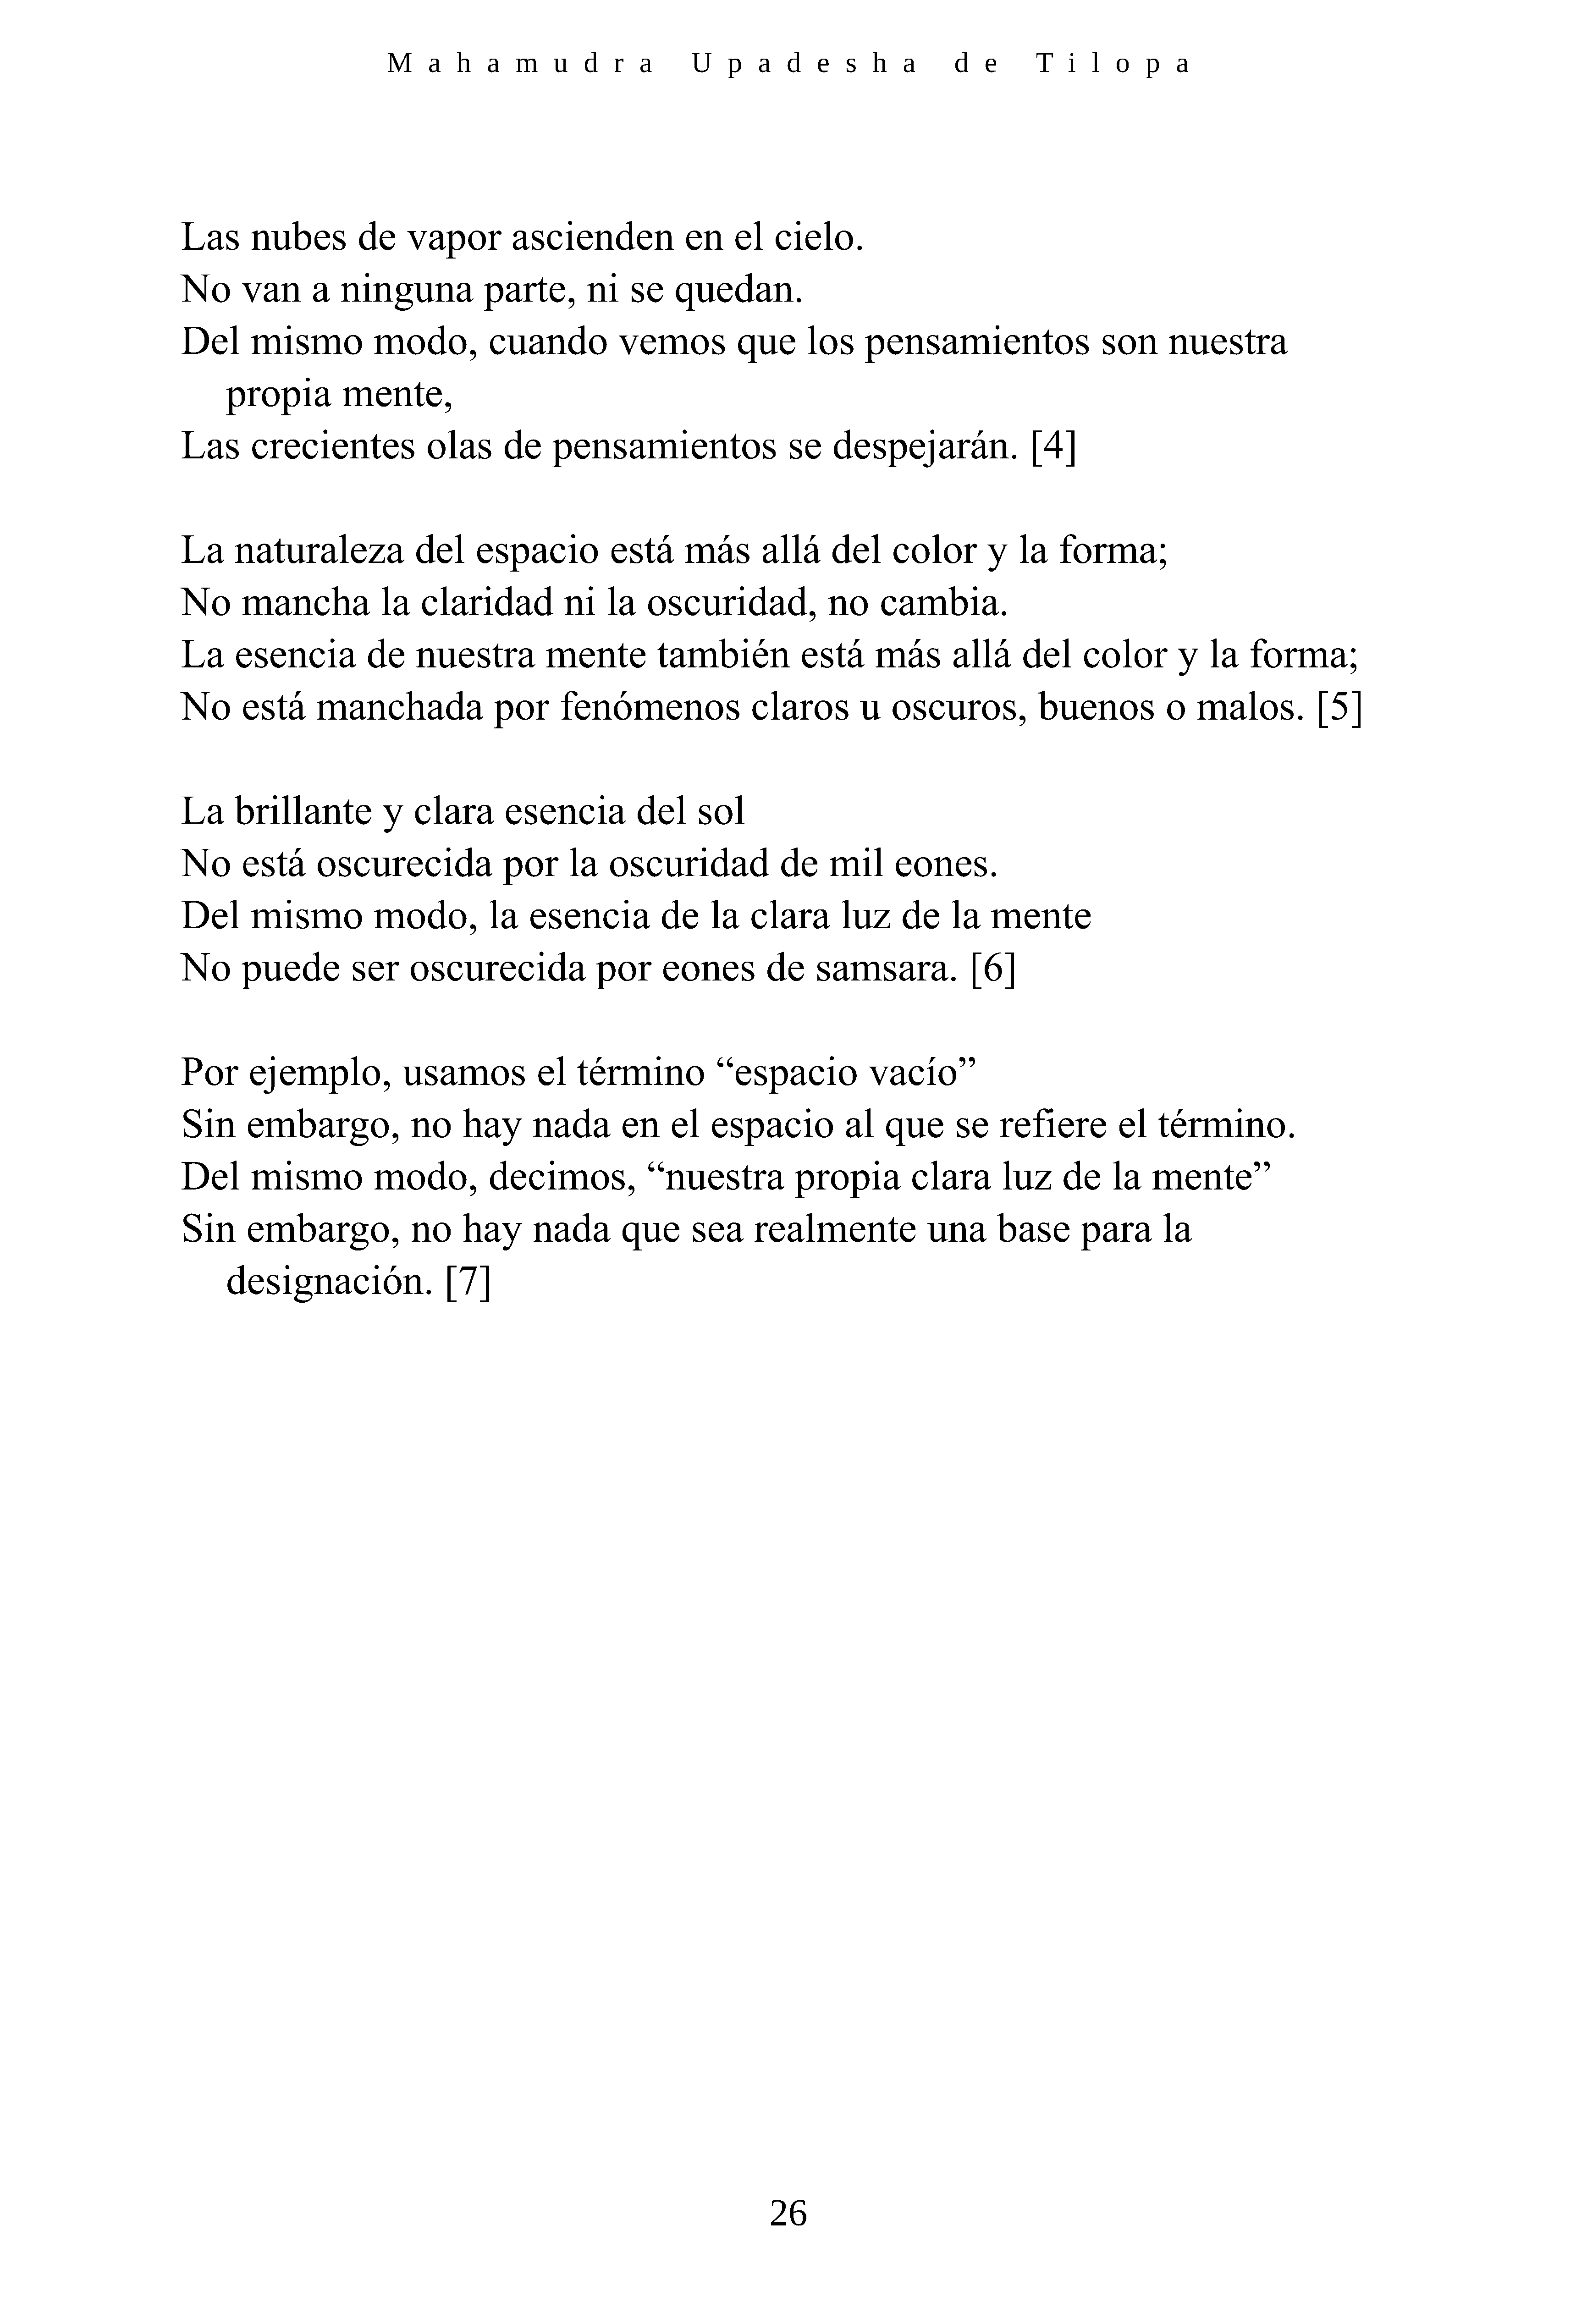 Mahamudra Upadesha de Tilopa
Las nubes de vapor ascienden en el cielo.
No van a ninguna parte, ni se quedan.
Del mismo modo, cuando vemos que los pensamientos son nuestra
propia mente,
Las crecientes olas de pensamientos se despejarán. [4]
La naturaleza del espacio está más allá del color y la forma;
No mancha la claridad ni la oscuridad, no cambia.
La esencia de nuestra mente también está más allá del color y la forma;
No está manchada por fenómenos claros u oscuros, buenos o malos. [5]
La brillante y clara esencia del sol
No está oscurecida por la oscuridad de mil eones.
Del mismo modo, la esencia de la clara luz de la mente
No puede ser oscurecida por eones de samsara. [6]
Por ejemplo, usamos el término “espacio vacío”
Sin embargo, no hay nada en el espacio al que se refiere el término.
Del mismo modo, decimos, “nuestra propia clara luz de la mente”
Sin embargo, no hay nada que sea realmente una base para la
designación. [7]
26